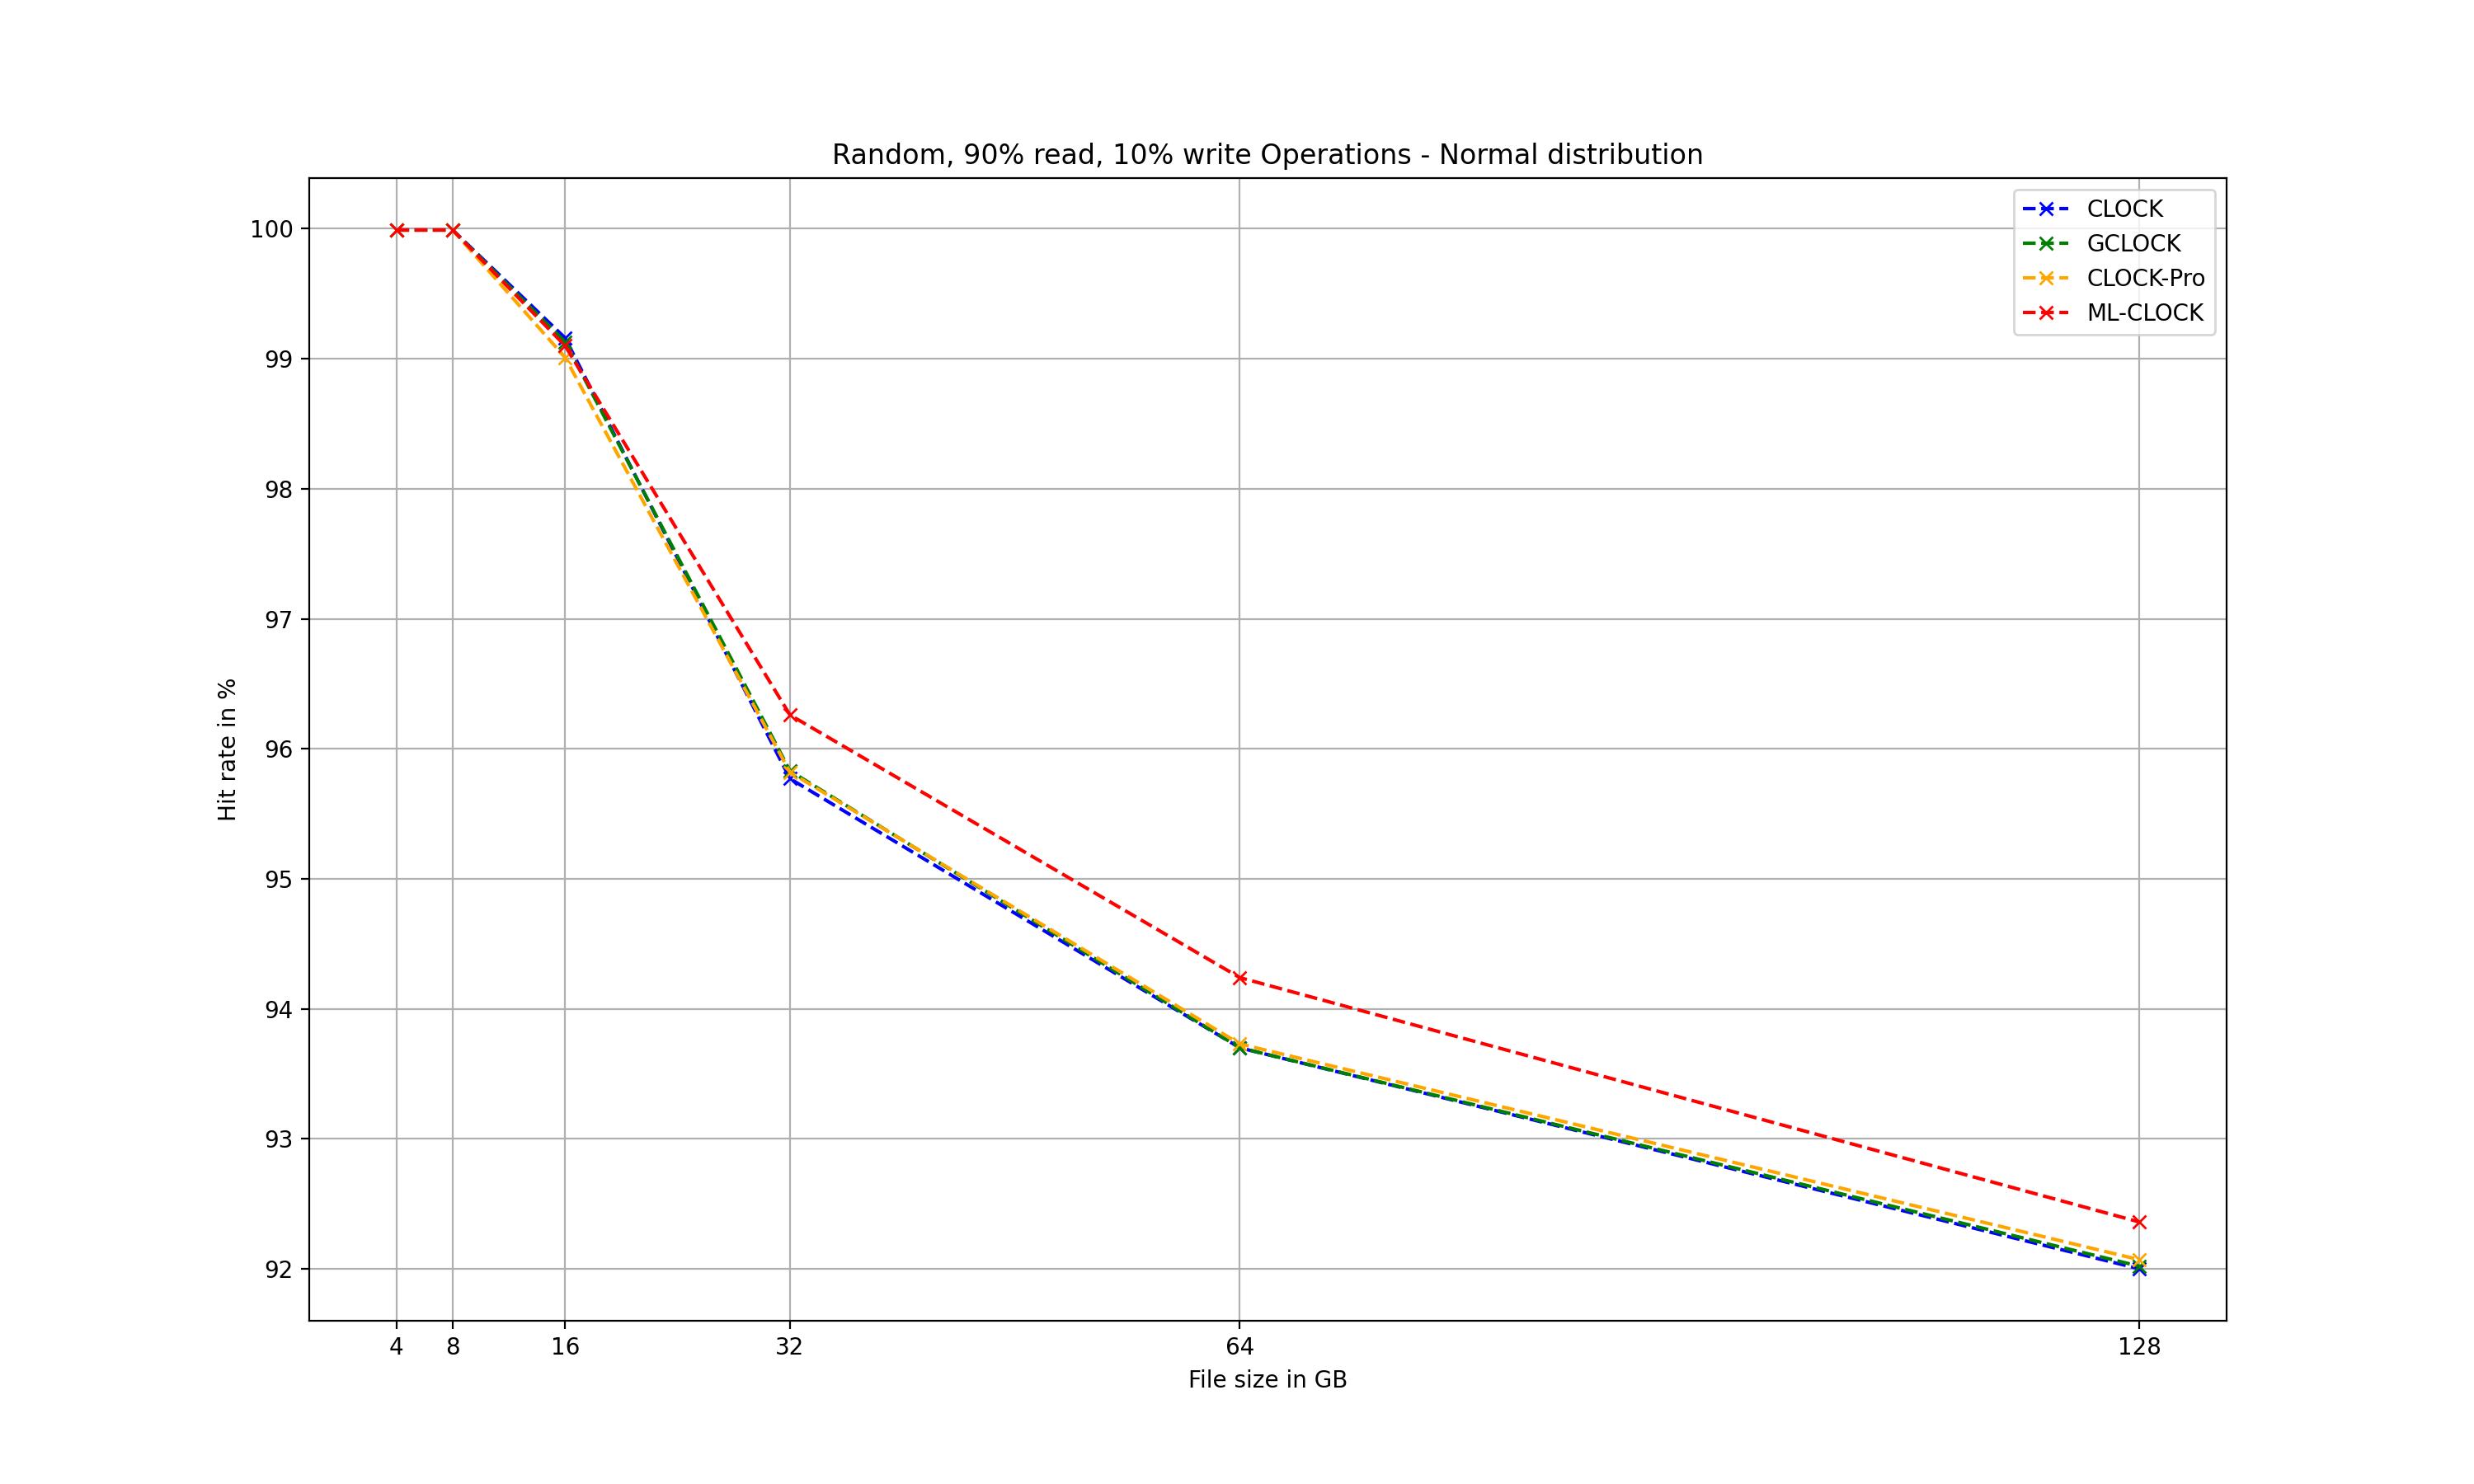 Random, 90% read, 10% write Operations - Normal distribution
CLOCK
GCLOCK
CLOCK-Pro
ML-CLOCK
Hit rate in %
100
99
98
97
96
95
94
93
92
4 8 16 32 64 128
File size in GB